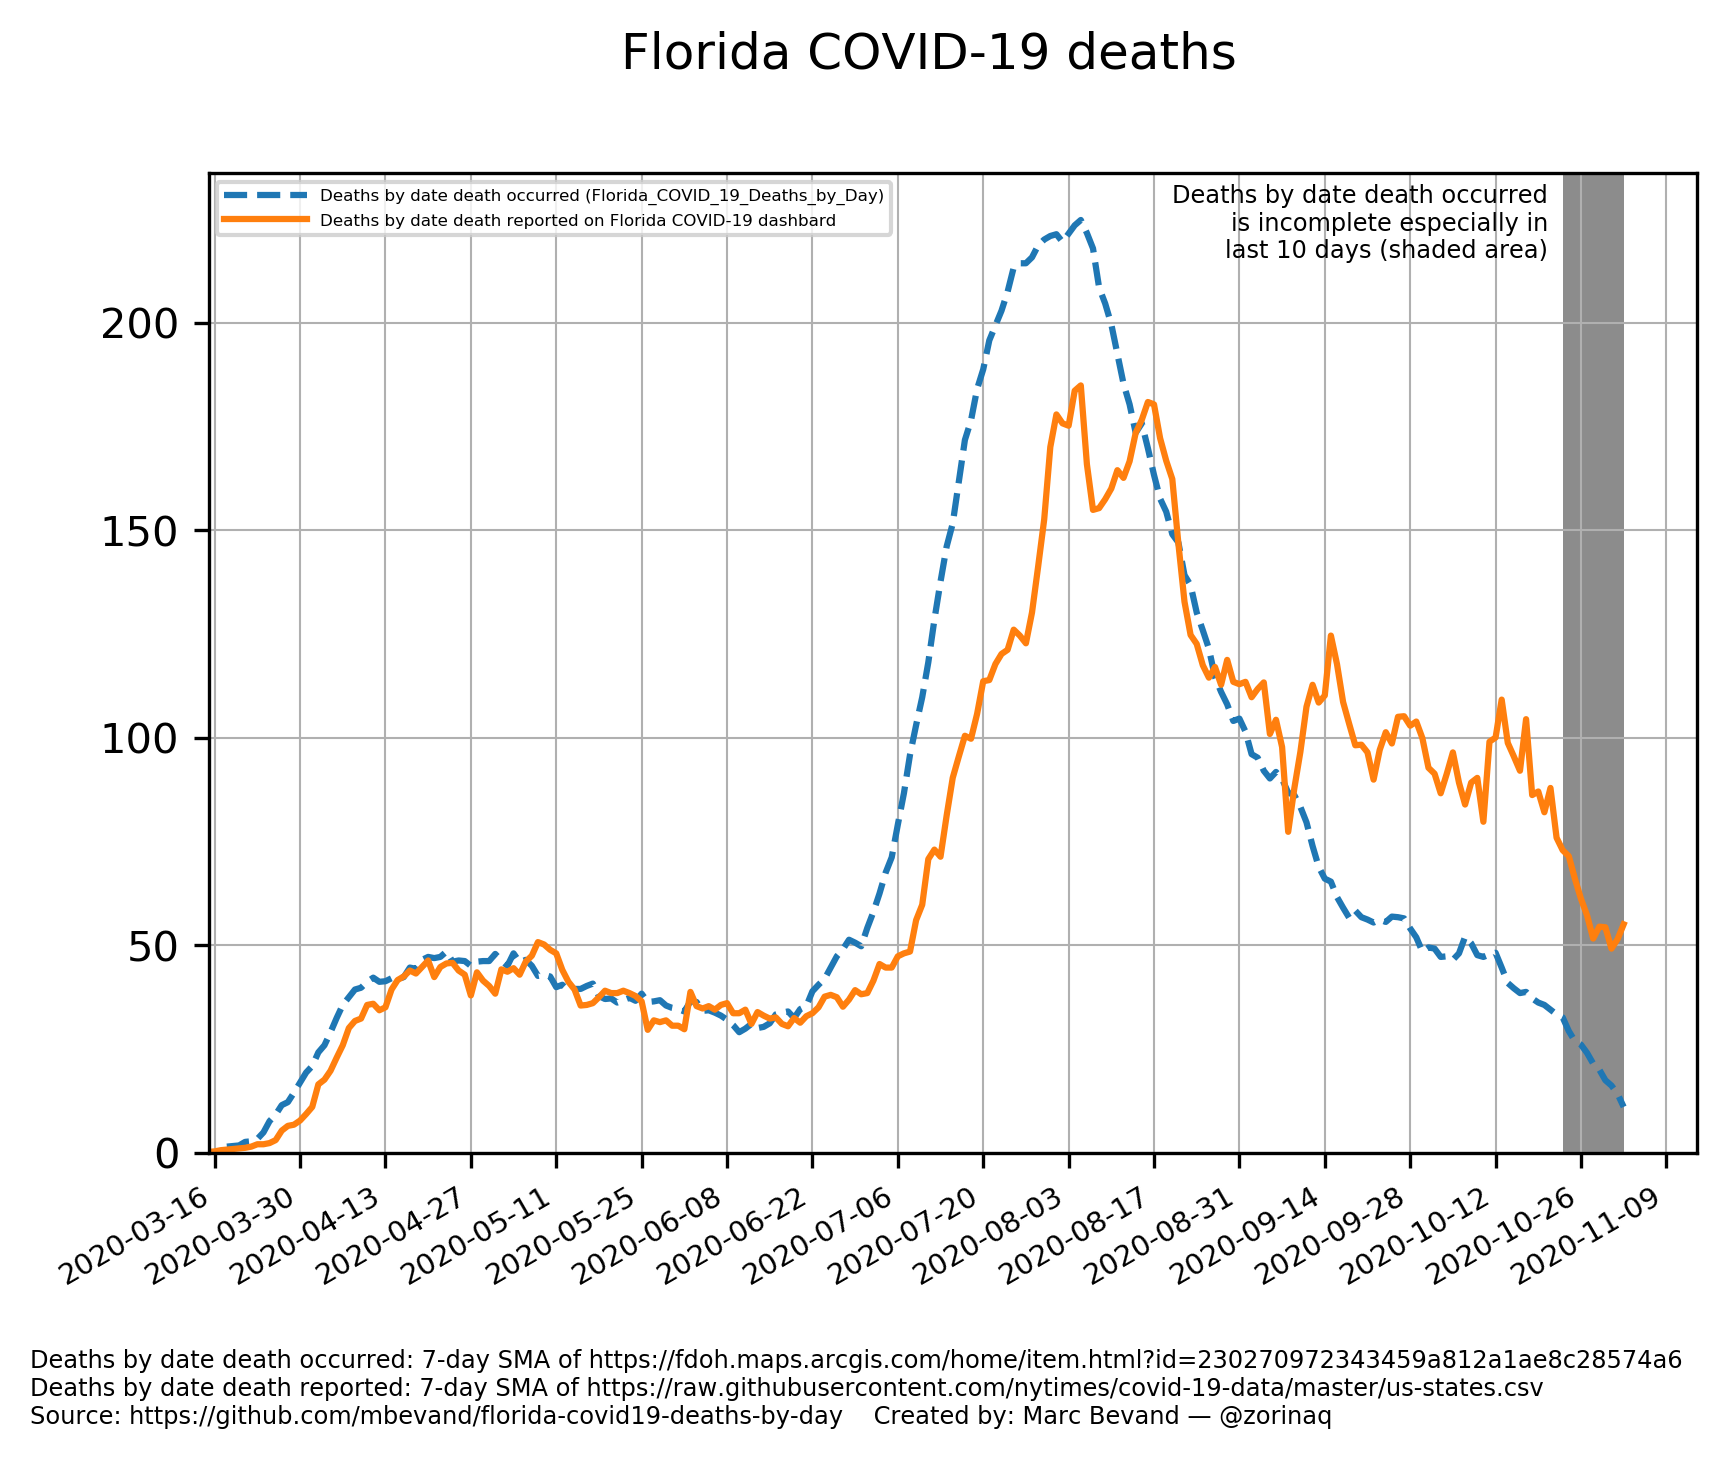 Florida COVID-19 deaths
Deaths by date death occurred (Florida_COVID_19_Deaths_by_Day)
Deaths by date death reported on Florida COVID-19 dashbard
Deaths by date death occurred
is incomplete especially in
last 10 days (shaded area)
200
150
100
50
0
2020-03-16
2020-03-30
2020-04-13
2020-04-27
2020-05-11
2020-05-25
2020-06-08
2020-06-22
2020-07-06
2020-07-20
2020-08-03
2020-08-17
2020-08-31
2020-09-14
2020-09-28
2020-10-12
2020-10-26
2020-11-09
Deaths by date death occurred: 7-day SMA of https://fdoh.maps.arcgis.com/home/item.html?id=230270972343459a812a1ae8c28574a6
Deaths by date death reported: 7-day SMA of https://raw.githubusercontent.com/nytimes/covid-19-data/master/us-states.csv
Source: https://github.com/mbevand/florida-covid19-deaths-by-day Created by: Marc Bevand — @zorinaq